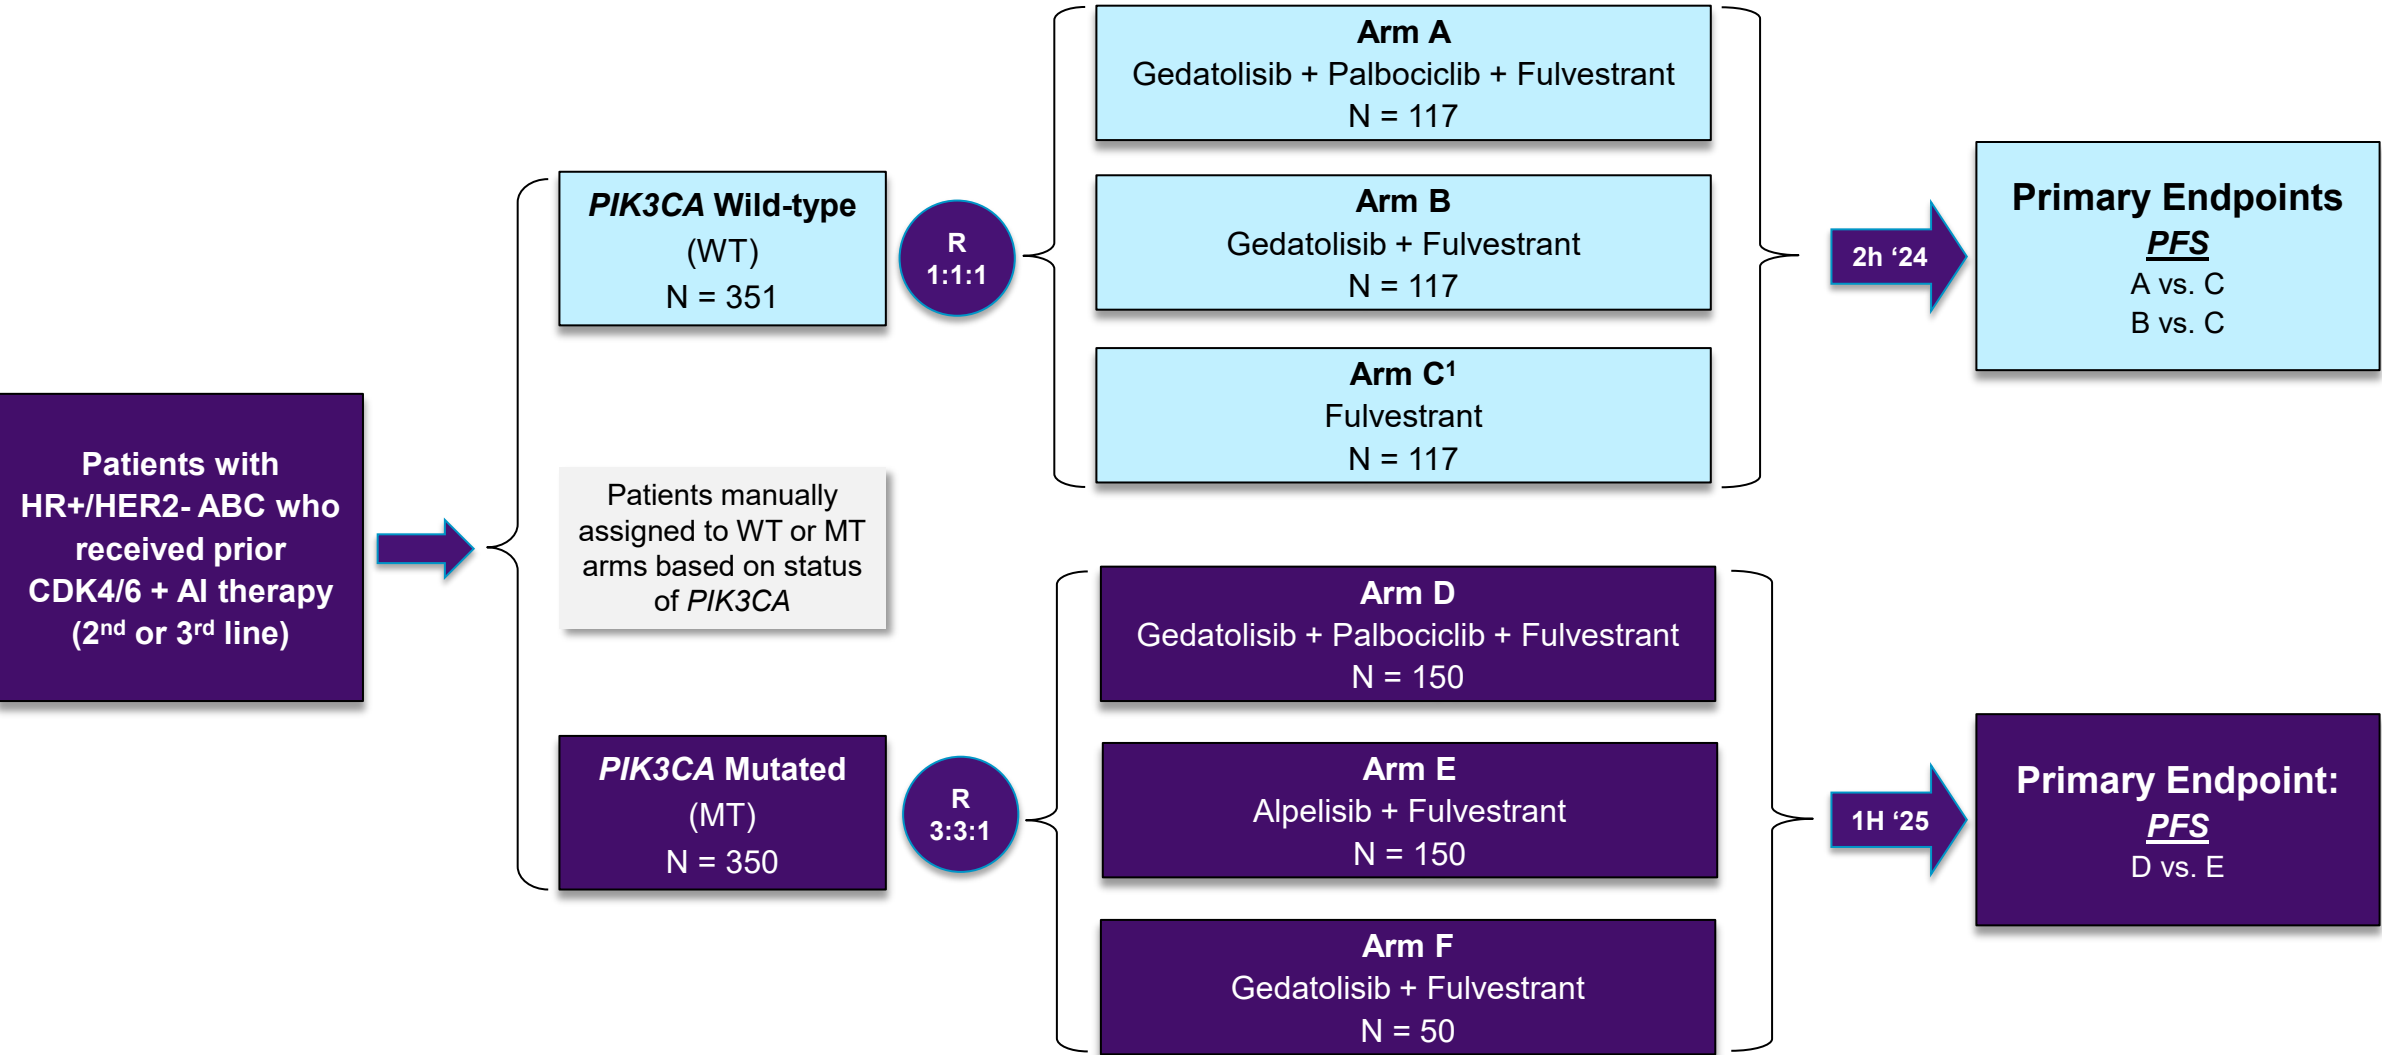 Patients with
HR+/HER2- ABC who
received prior
CDK4/6 + AI therapy
(2nd or 3rd line)
PIK3CA Wild-type
(WT)
N = 351
Patients manually
assigned to WT or MT
arms based on status
of PIK3CA
PIK3CA Mutated
(MT)
N = 350
R
1:1:1
R
3:3:1
Arm A
Gedatolisib + Palbociclib + Fulvestrant
N = 117
Arm B
Gedatolisib + Fulvestrant
N = 117
Arm C¹
Fulvestrant
N = 117
Arm D
Gedatolisib + Palbociclib + Fulvestrant
N = 150
Arm E
Alpelisib + Fulvestrant
N = 150
Arm F
Gedatolisib + Fulvestrant
N = 50
2h ‘24
1H ‘25
Primary Endpoints
PFS
A vs. C
B vs. C
Primary Endpoint:
PFS
D vs. E